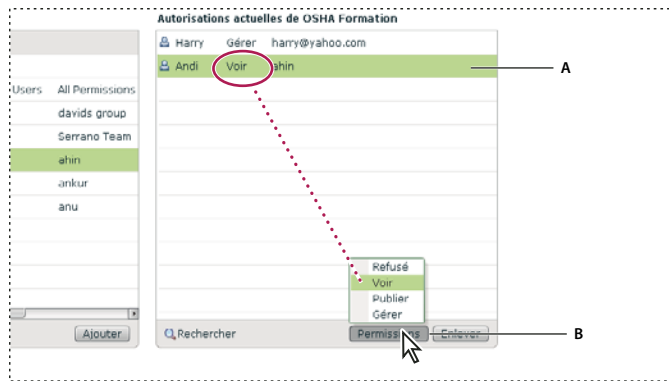 Autorisations actuelles de OSHA Formation
Harry Gérer harry@yahoo.com
Andi Voir ahin
A
Users All Permissions
davids group
Serrano Team
ahin
ankur
anu
Refusé
Voir
Publier
Gérer
Ajouter
Rechercher
Permissions
Enlever
B